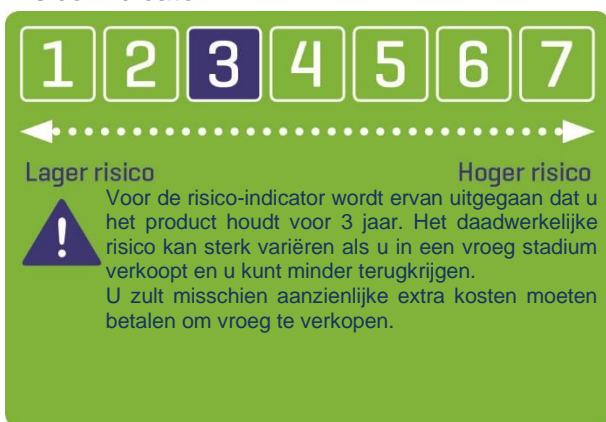 1 2 3 4 5 6 7
Lager risico Hoger risico
Voor de risico-indicator wordt ervan uitgegaan dat u
het product houdt voor 3 jaar. Het daadwerkelijke
risico kan sterk variëren als u in een vroeg stadium
verkoopt en u kunt minder terugkrijgen.
U zult misschien aanzienlijke extra kosten moeten
betalen om vroeg te verkopen.